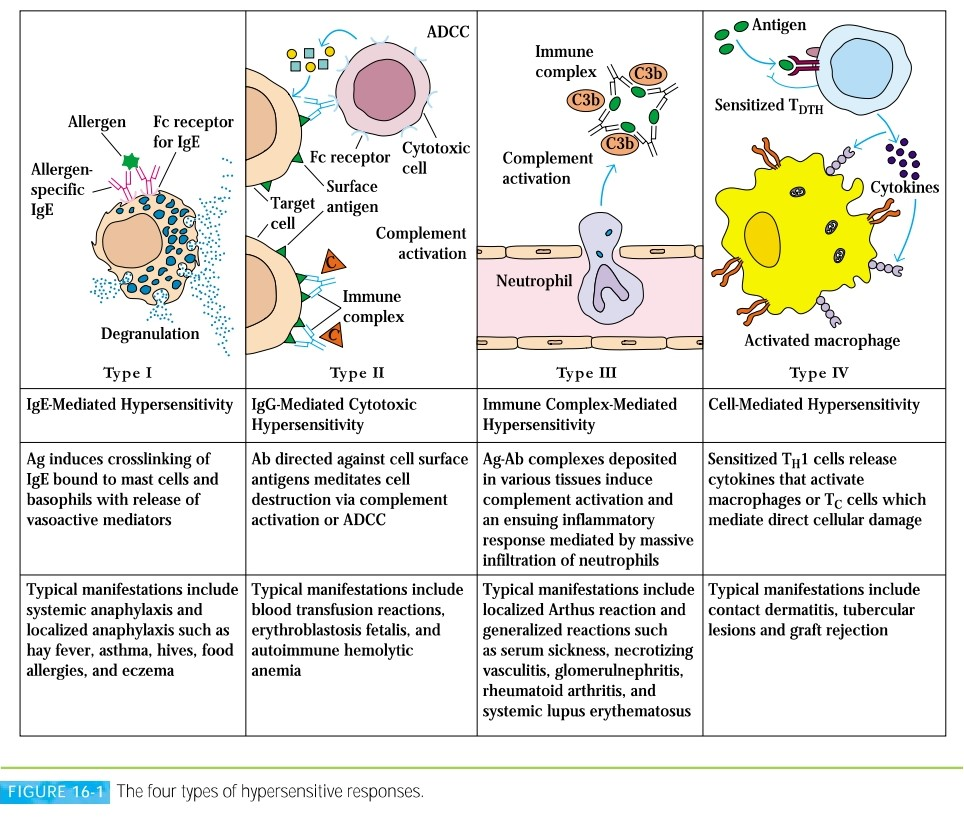 Allergen
Fc receptor
for IgE
Allergen-
specific
IgE
Degranulation
Type I
ADCC
Fc receptor
Cytotoxic
cell
Surface
antigen
Target
cell
Complement
activation
C
Immune
complex
C
Type II
Immune
complex
C3b
C3b
C3b
Complement
activation
Neutrophil
Type III
Antigen
Sensitized TDTH
Cytokines
Activated macrophage
Type IV
IgE-Mediated Hypersensitivity
IgG-Mediated Cytotoxic
Hypersensitivity
Immune Complex-Mediated
Hypersensitivity
Cell-Mediated Hypersensitivity
Ag induces crosslinking of
IgE bound to mast cells and
basophils with release of
vasoactive mediators
Ab directed against cell surface
antigens meditates cell
destruction via complement
activation or ADCC
Ag-Ab complexes deposited
in various tissues induce
complement activation and
an ensuing inflammatory
response mediated by massive
infiltration of neutrophils
Sensitized TH1 cells release
cytokines that activate
macrophages or TC cells which
mediate direct cellular damage
Typical manifestations include
systemic anaphylaxis and
localized anaphylaxis such as
hay fever, asthma, hives, food
allergies, and eczema
Typical manifestations include
blood transfusion reactions,
erythroblastosis fetalis, and
autoimmune hemolytic
anemia
Typical manifestations include
localized Arthus reaction and
generalized reactions such
as serum sickness, necrotizing
vasculitis, glomerulnephritis,
rheumatoid arthritis, and
systemic lupus erythematosus
Typical manifestations include
contact dermatitis, tubercular
lesions and graft rejection
FIGURE 16-1 The four types of hypersensitive responses.